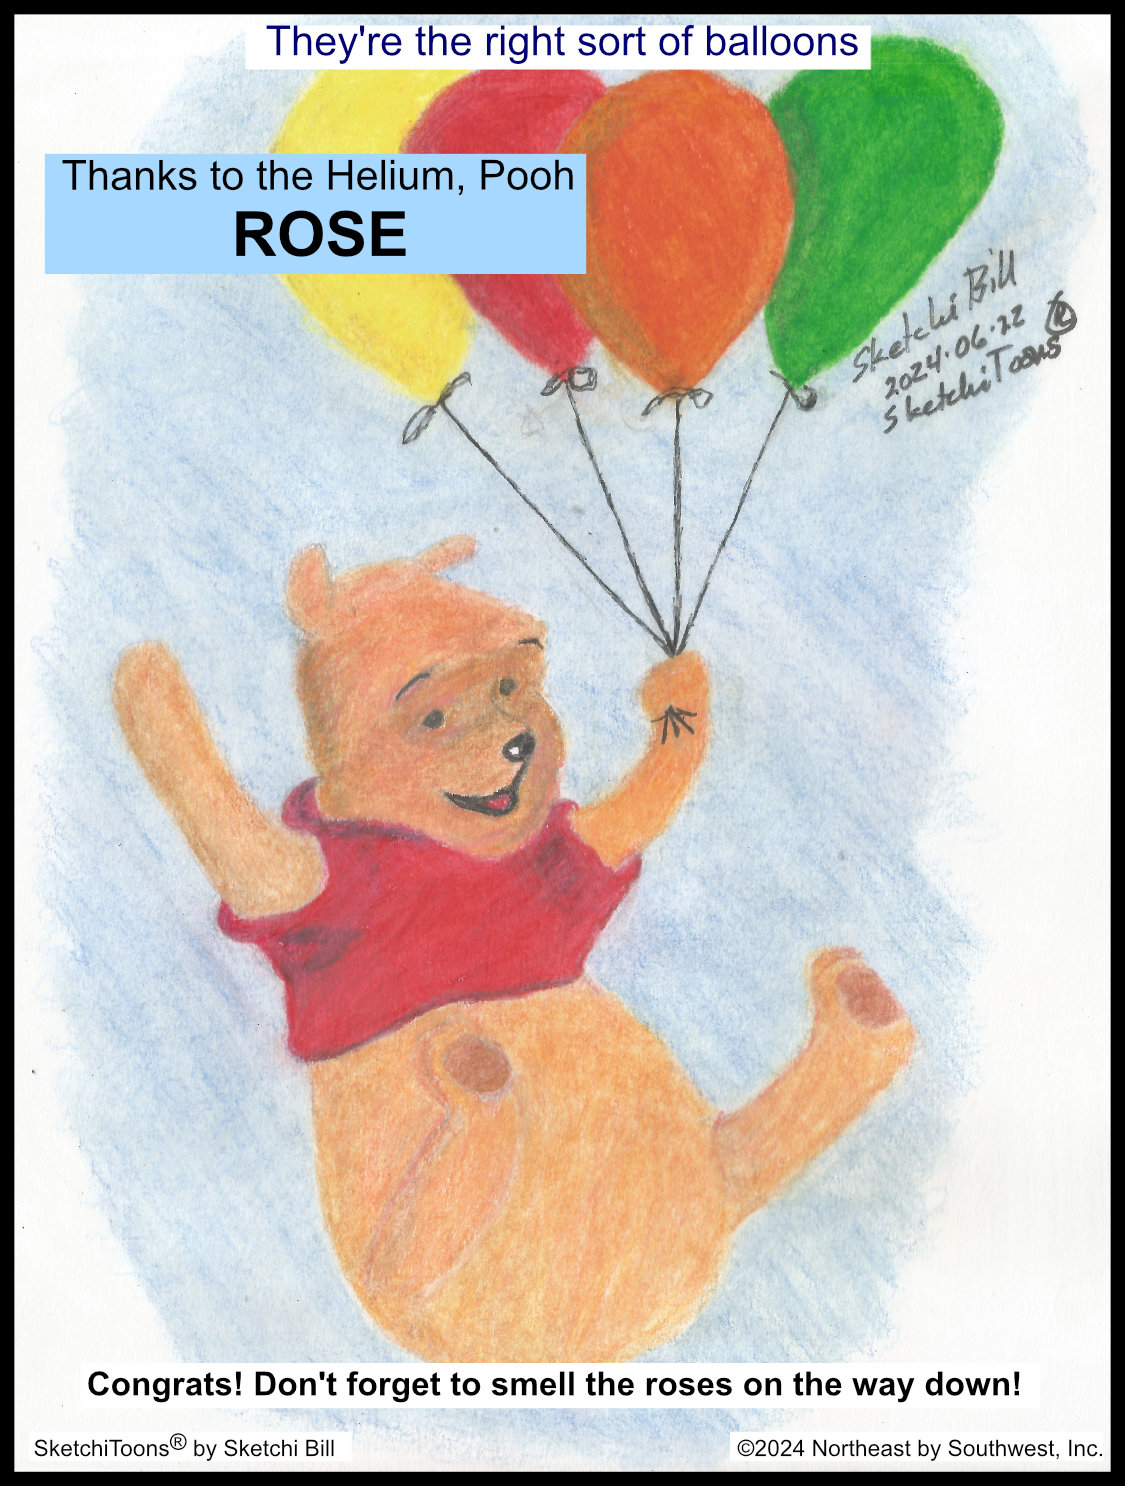 They're the right sort of balloons
Thanks to the Helium, Pooh
ROSE
Sketchi Bill
2024.06.22
SketchiToons ®
Congrats! Don't forget to smell the roses on the way down!
SketchiToons® by Sketchi Bill
©2024 Northeast by Southwest, Inc.